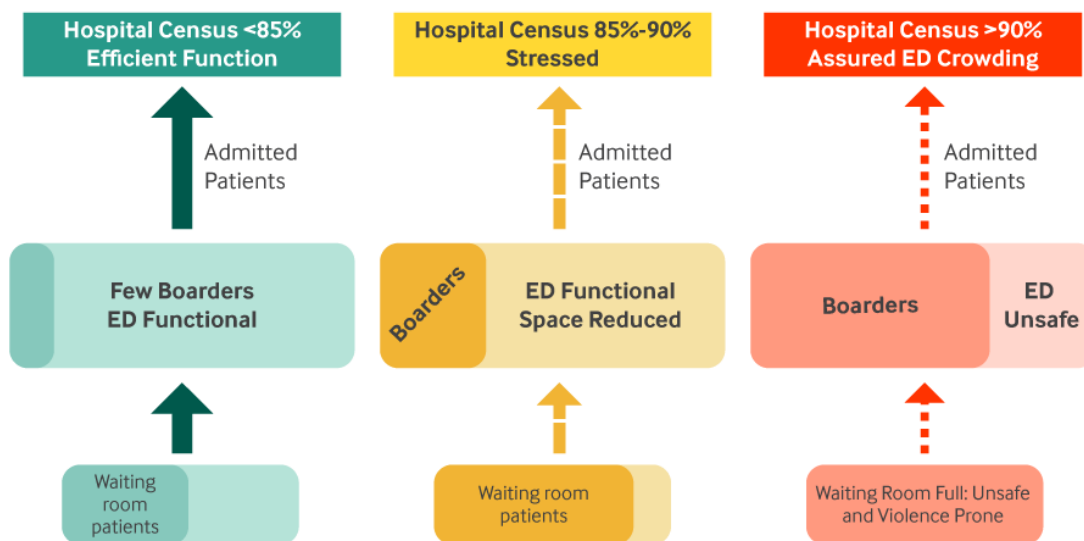 Hospital Census <85%
Efficient Function
Hospital Census 85%-90%
Stressed
Hospital Census >90%
Assured ED Crowding
Admitted
Patients
Admitted
Patients
Admitted
Patients
Few Boarders
ED Functional
Boarders
ED Functional
Space Reduced
Boarders
ED
Unsafe
Waiting
room
patients
Waiting room
patients
Waiting Room Full: Unsafe
and Violence Prone